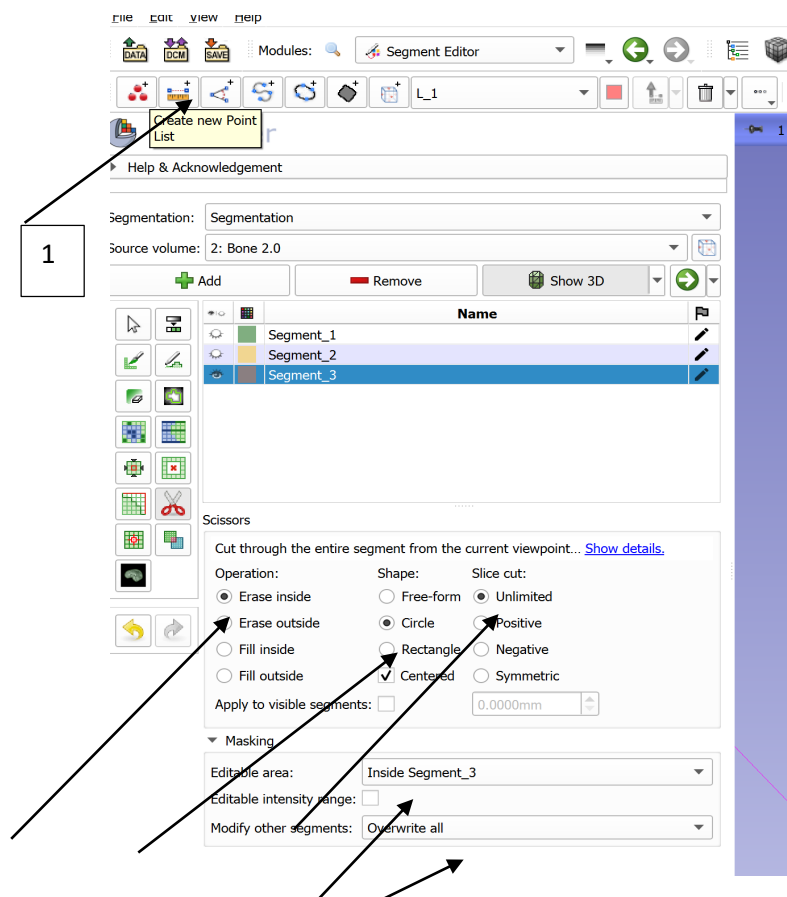 File Edit View Help
DATA DCM SAVE Modules: Segment Editor
L_1
Create new Point
List
r
1
Help & Acknowledgement
Segmentation: Segmentation
1
Source volume: 2: Bone 2.0
Add Remove Show 3D
Name
Segment_1
Segment_2
Segment_3
Scissors
Cut through the entire segment from the current viewpoint... Show details.
Operation: Shape: Slice cut:
Erase inside Free-form Unlimited
Erase outside Circle Positive
Fill inside Rectangle Negative
Fill outside Centered Symmetric
Apply to visible segments: 0.0000mm
Masking
Editable area: Inside Segment_3
Editable intensity range:
Modify other segments: Overwrite all